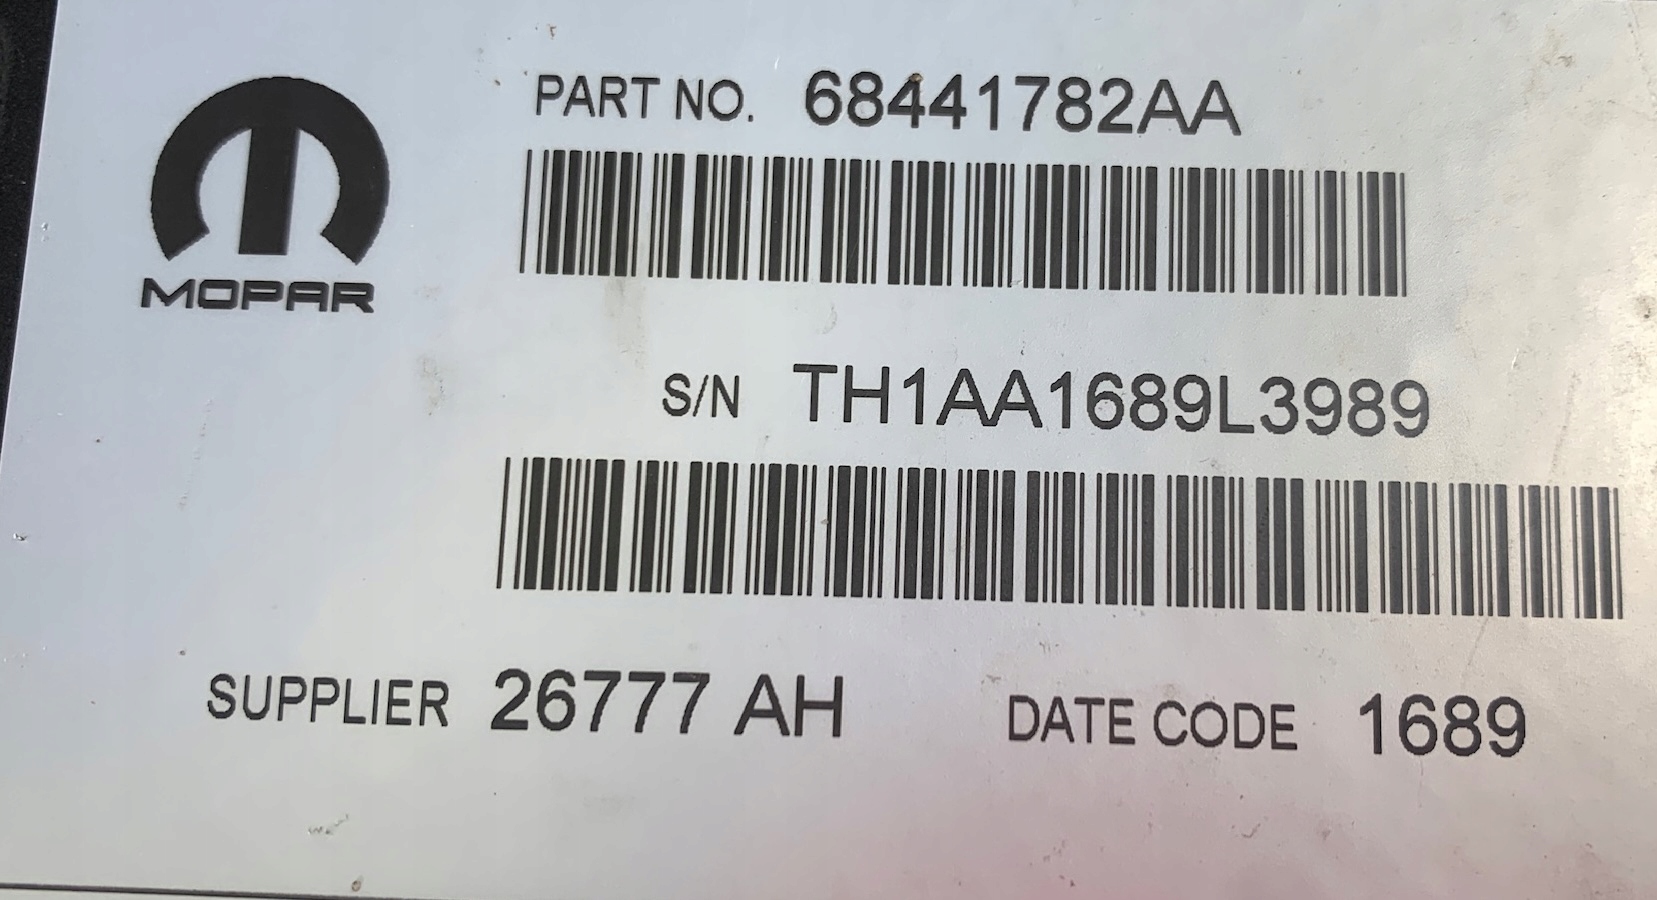 MOPAR
PART NO. 68441782AA
S/N TH1AA1689L3989
SUPPLIER 26777 AH DATE CODE 1689